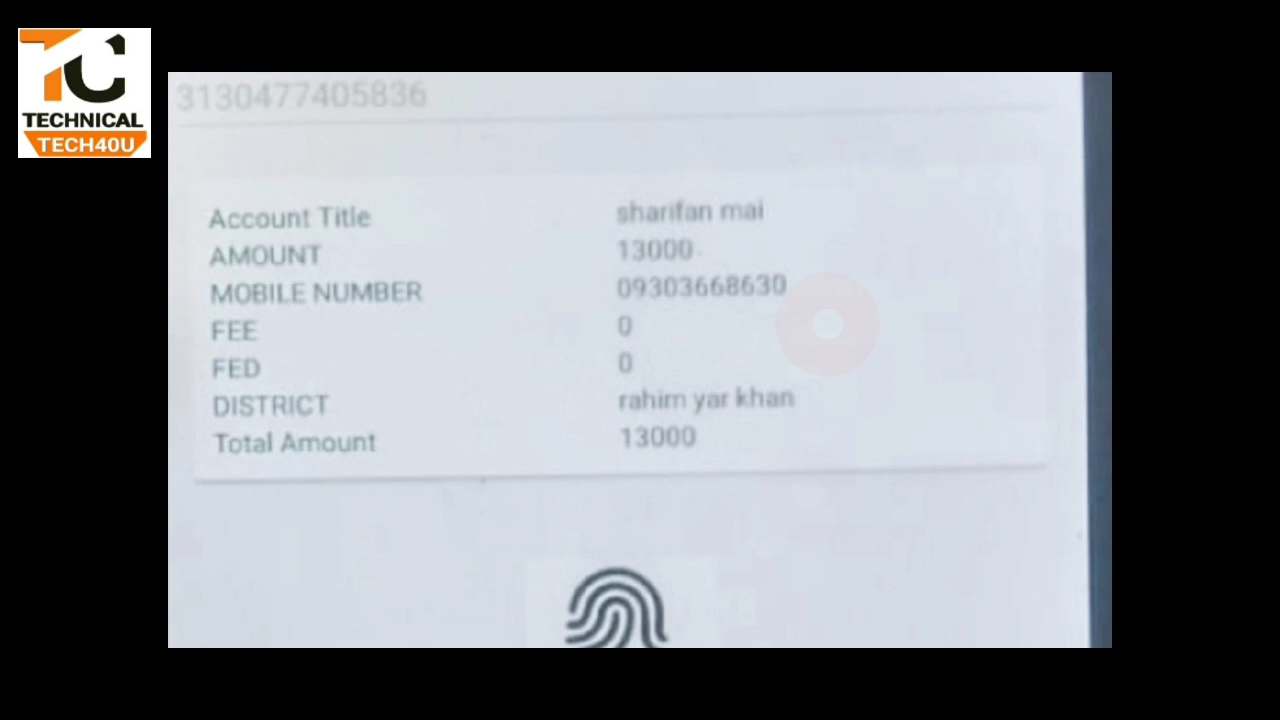 TC
TECHNICAL
TECH40U
3130477405836
Account Title sharifan mai
AMOUNT 13000
MOBILE NUMBER 09303668630
FEE 0
FED 0
DISTRICT rahim yar khan
Total Amount 13000